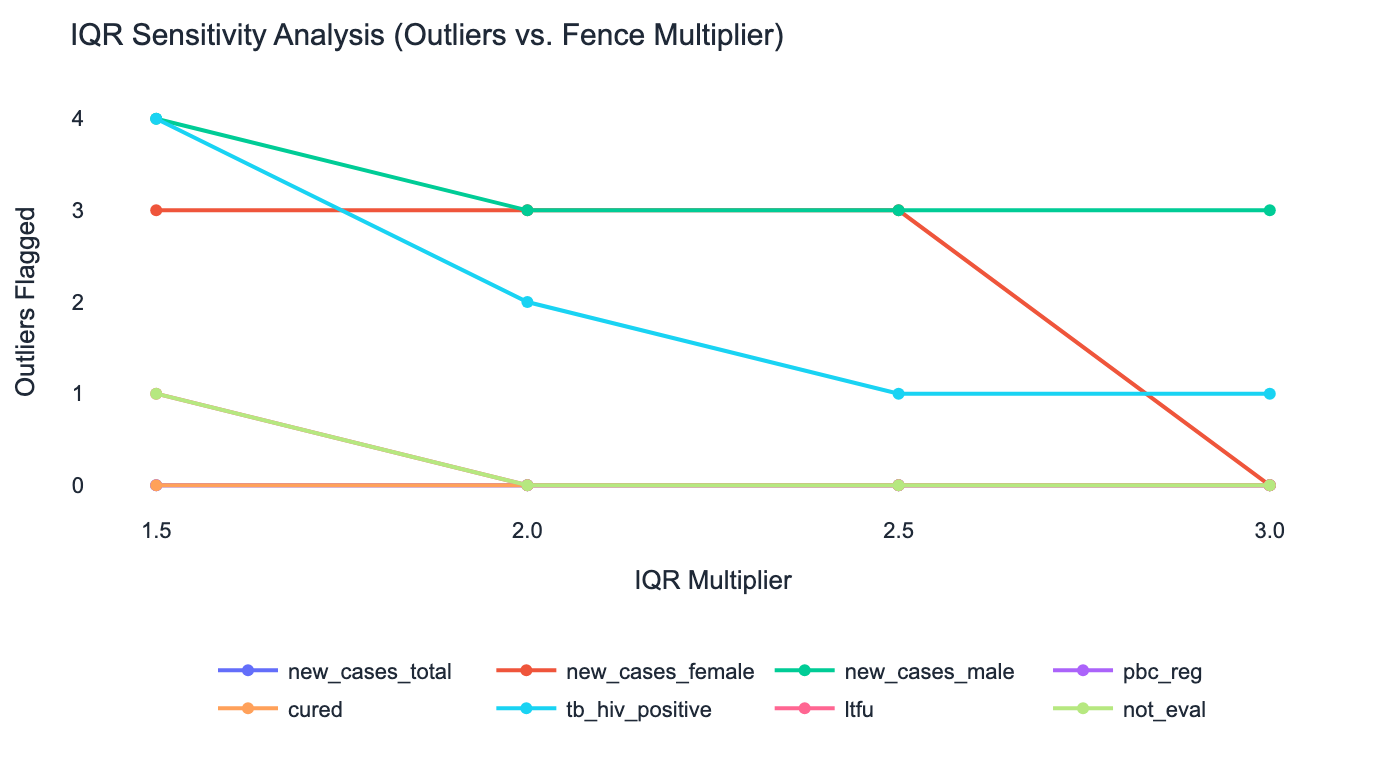 IQR Sensitivity Analysis (Outliers vs. Fence Multiplier)
4
3
2
1
0
Outliers Flagged
1.5 2.0 2.5 3.0
IQR Multiplier
new_cases_total new_cases_female new_cases_male pbc_reg
cured tb_hiv_positive ltfu not_eval